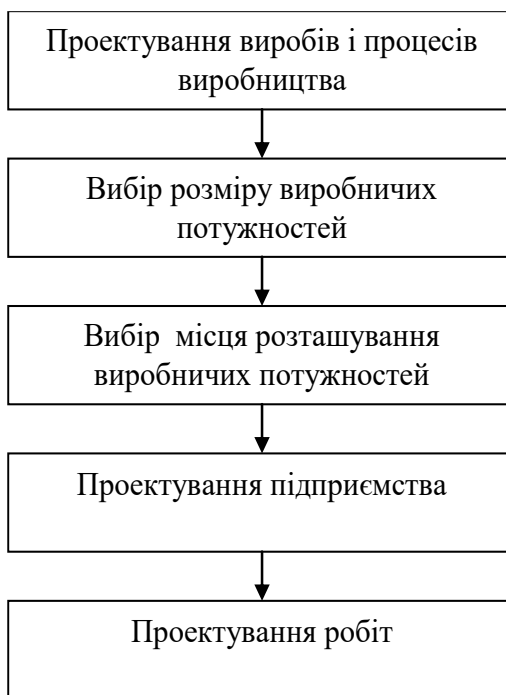 Проектування виробів і процесів
виробництва
Вибір розміру виробничих
потужностей
Вибір місця розташування
виробничих потужностей
Проектування підприємства
Проектування робіт